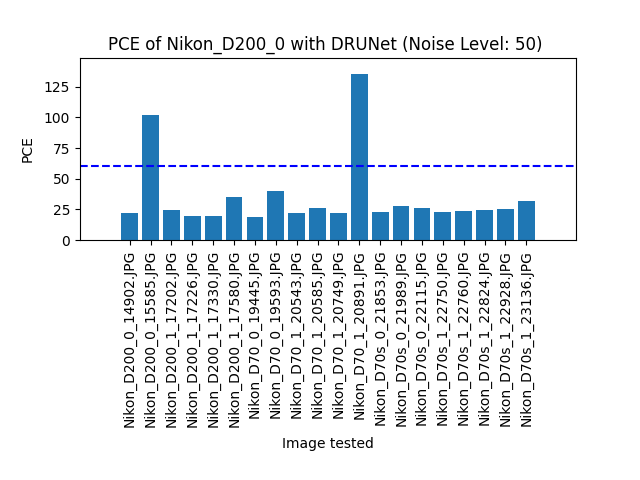 PCE of Nikon_D200_0 with DRUNet (Noise Level: 50)
125
100
75
50
25
0
PCE
Nikon_D200_0_14902.JPG
Nikon_D200_0_15585.JPG
Nikon_D200_1_17202.JPG
Nikon_D200_1_17226.JPG
Nikon_D200_1_17330.JPG
Nikon_D200_1_17580.JPG
Nikon_D70_0_19445.JPG
Nikon_D70_0_19593.JPG
Nikon_D70_1_20543.JPG
Nikon_D70_1_20585.JPG
Nikon_D70_1_20749.JPG
Nikon_D70_1_20891.JPG
Nikon_D70s_0_21853.JPG
Nikon_D70s_0_21989.JPG
Nikon_D70s_0_22115.JPG
Nikon_D70s_1_22750.JPG
Nikon_D70s_1_22760.JPG
Nikon_D70s_1_22824.JPG
Nikon_D70s_1_22928.JPG
Nikon_D70s_1_23136.JPG
Image tested